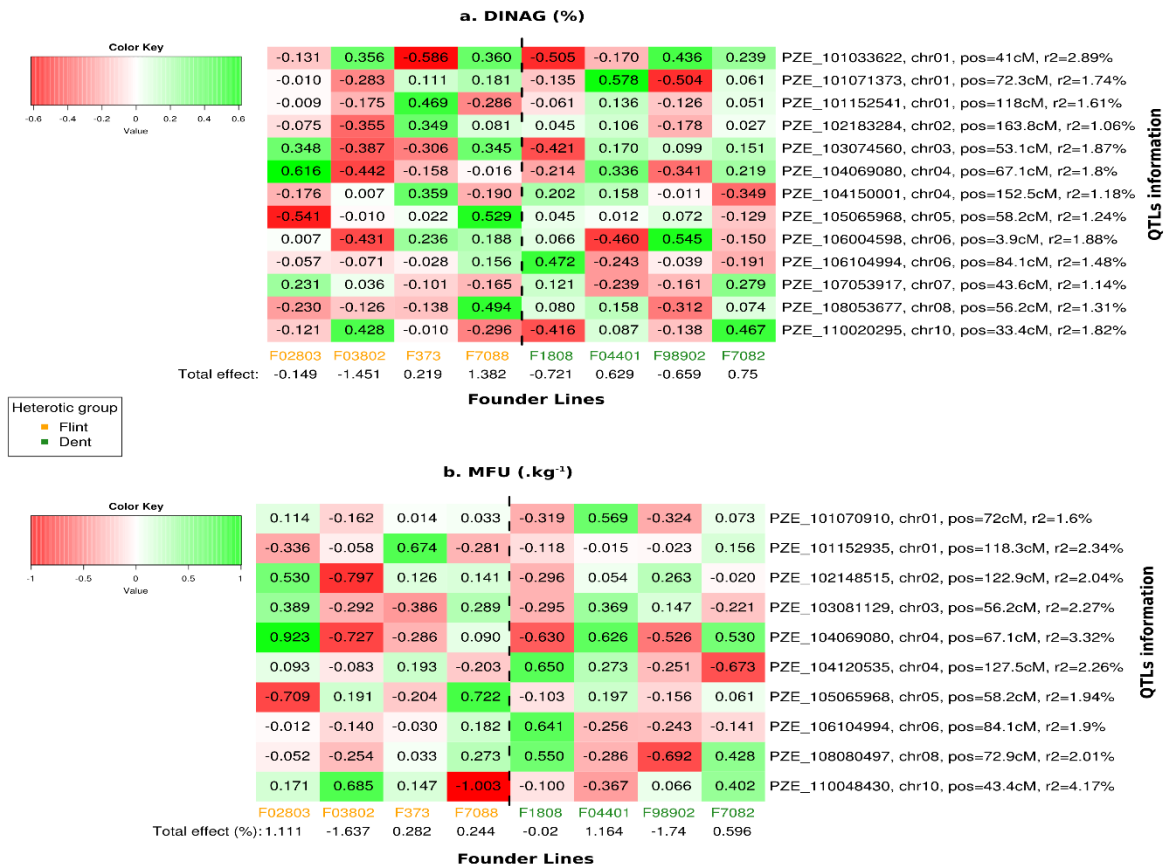 a. DINAG (%)
Color Key
-0.6 -0.4 -0.2 0 0.2 0.4 0.6
Value
-0.131 0.356 -0.586 0.360 -0.505 -0.170 0.436 0.239 PZE_101033622, chr01, pos=41cM, r2=2.89%
-0.010 -0.283 0.111 0.181 -0.135 0.578 -0.504 0.061 PZE_101071373, chr01, pos=72.3cM, r2=1.74%
-0.009 -0.175 0.469 -0.286 -0.061 0.136 -0.126 0.051 PZE_101152541, chr01, pos=118cM, r2=1.61%
-0.075 -0.355 0.349 0.081 0.045 0.106 -0.178 0.027 PZE_102183284, chr02, pos=163.8cM, r2=1.06%
0.348 -0.387 -0.306 0.345 -0.421 0.170 0.099 0.151 PZE_103074560, chr03, pos=53.1cM, r2=1.87%
0.616 -0.442 -0.158 -0.016 -0.214 0.336 -0.341 0.219 PZE_104069080, chr04, pos=67.1cM, r2=1.8%
-0.176 0.007 0.359 -0.190 0.202 0.158 -0.011 -0.349 PZE_104150001, chr04, pos=152.5cM, r2=1.18%
-0.541 -0.010 0.022 0.529 0.045 0.012 0.072 -0.129 PZE_105065968, chr05, pos=58.2cM, r2=1.24%
0.007 -0.431 0.236 0.188 0.066 -0.460 0.545 -0.150 PZE_106004598, chr06, pos=3.9cM, r2=1.88%
-0.057 -0.071 -0.028 0.156 0.472 -0.243 -0.039 -0.191 PZE_106104994, chr06, pos=84.1cM, r2=1.48%
0.231 0.036 -0.101 -0.165 0.121 -0.239 -0.161 0.279 PZE_107053917, chr07, pos=43.6cM, r2=1.14%
-0.230 -0.126 -0.138 0.494 0.080 0.158 -0.312 0.074 PZE_108053677, chr08, pos=56.2cM, r2=1.31%
-0.121 0.428 -0.010 -0.296 -0.416 0.087 -0.138 0.467 PZE_110020295, chr10, pos=33.4cM, r2=1.82%
QTLs information
F02803 F03802 F373 F7088 F1808 F04401 F98902 F7082
Total effect: -0.149 -1.451 0.219 1.382 -0.721 0.629 -0.659 0.75
Founder Lines
Heterotic group
Flint
Dent
b. MFU (.kg⁻¹)
Color Key
-1 -0.5 0 0.5 1
Value
0.114 -0.162 0.014 0.033 -0.319 0.569 -0.324 0.073 PZE_101070910, chr01, pos=72cM, r2=1.6%
-0.336 -0.058 0.674 -0.281 -0.118 -0.015 -0.023 0.156 PZE_101152935, chr01, pos=118.3cM, r2=2.34%
0.530 -0.797 0.126 0.141 -0.296 0.054 0.263 -0.020 PZE_102148515, chr02, pos=122.9cM, r2=2.04%
0.389 -0.292 -0.386 0.289 -0.295 0.369 0.147 -0.221 PZE_103081129, chr03, pos=56.2cM, r2=2.27%
0.923 -0.727 -0.286 0.090 -0.630 0.626 -0.526 0.530 PZE_104069080, chr04, pos=67.1cM, r2=3.32%
0.093 -0.083 0.193 -0.203 0.650 0.273 -0.251 -0.673 PZE_104120535, chr04, pos=127.5cM, r2=2.26%
-0.709 0.191 -0.204 0.722 -0.103 0.197 -0.156 0.061 PZE_105065968, chr05, pos=58.2cM, r2=1.94%
-0.012 -0.140 -0.030 0.182 0.641 -0.256 -0.243 -0.141 PZE_106104994, chr06, pos=84.1cM, r2=1.9%
-0.052 -0.254 0.033 0.273 0.550 -0.286 -0.692 0.428 PZE_108080497, chr08, pos=72.9cM, r2=2.01%
0.171 0.685 0.147 -1.003 -0.100 -0.367 0.066 0.402 PZE_110048430, chr10, pos=43.4cM, r2=4.17%
QTLs information
F02803 F03802 F373 F7088 F1808 F04401 F98902 F7082
Total effect (%): 1.111 -1.637 0.282 0.244 -0.02 1.164 -1.74 0.596
Founder Lines